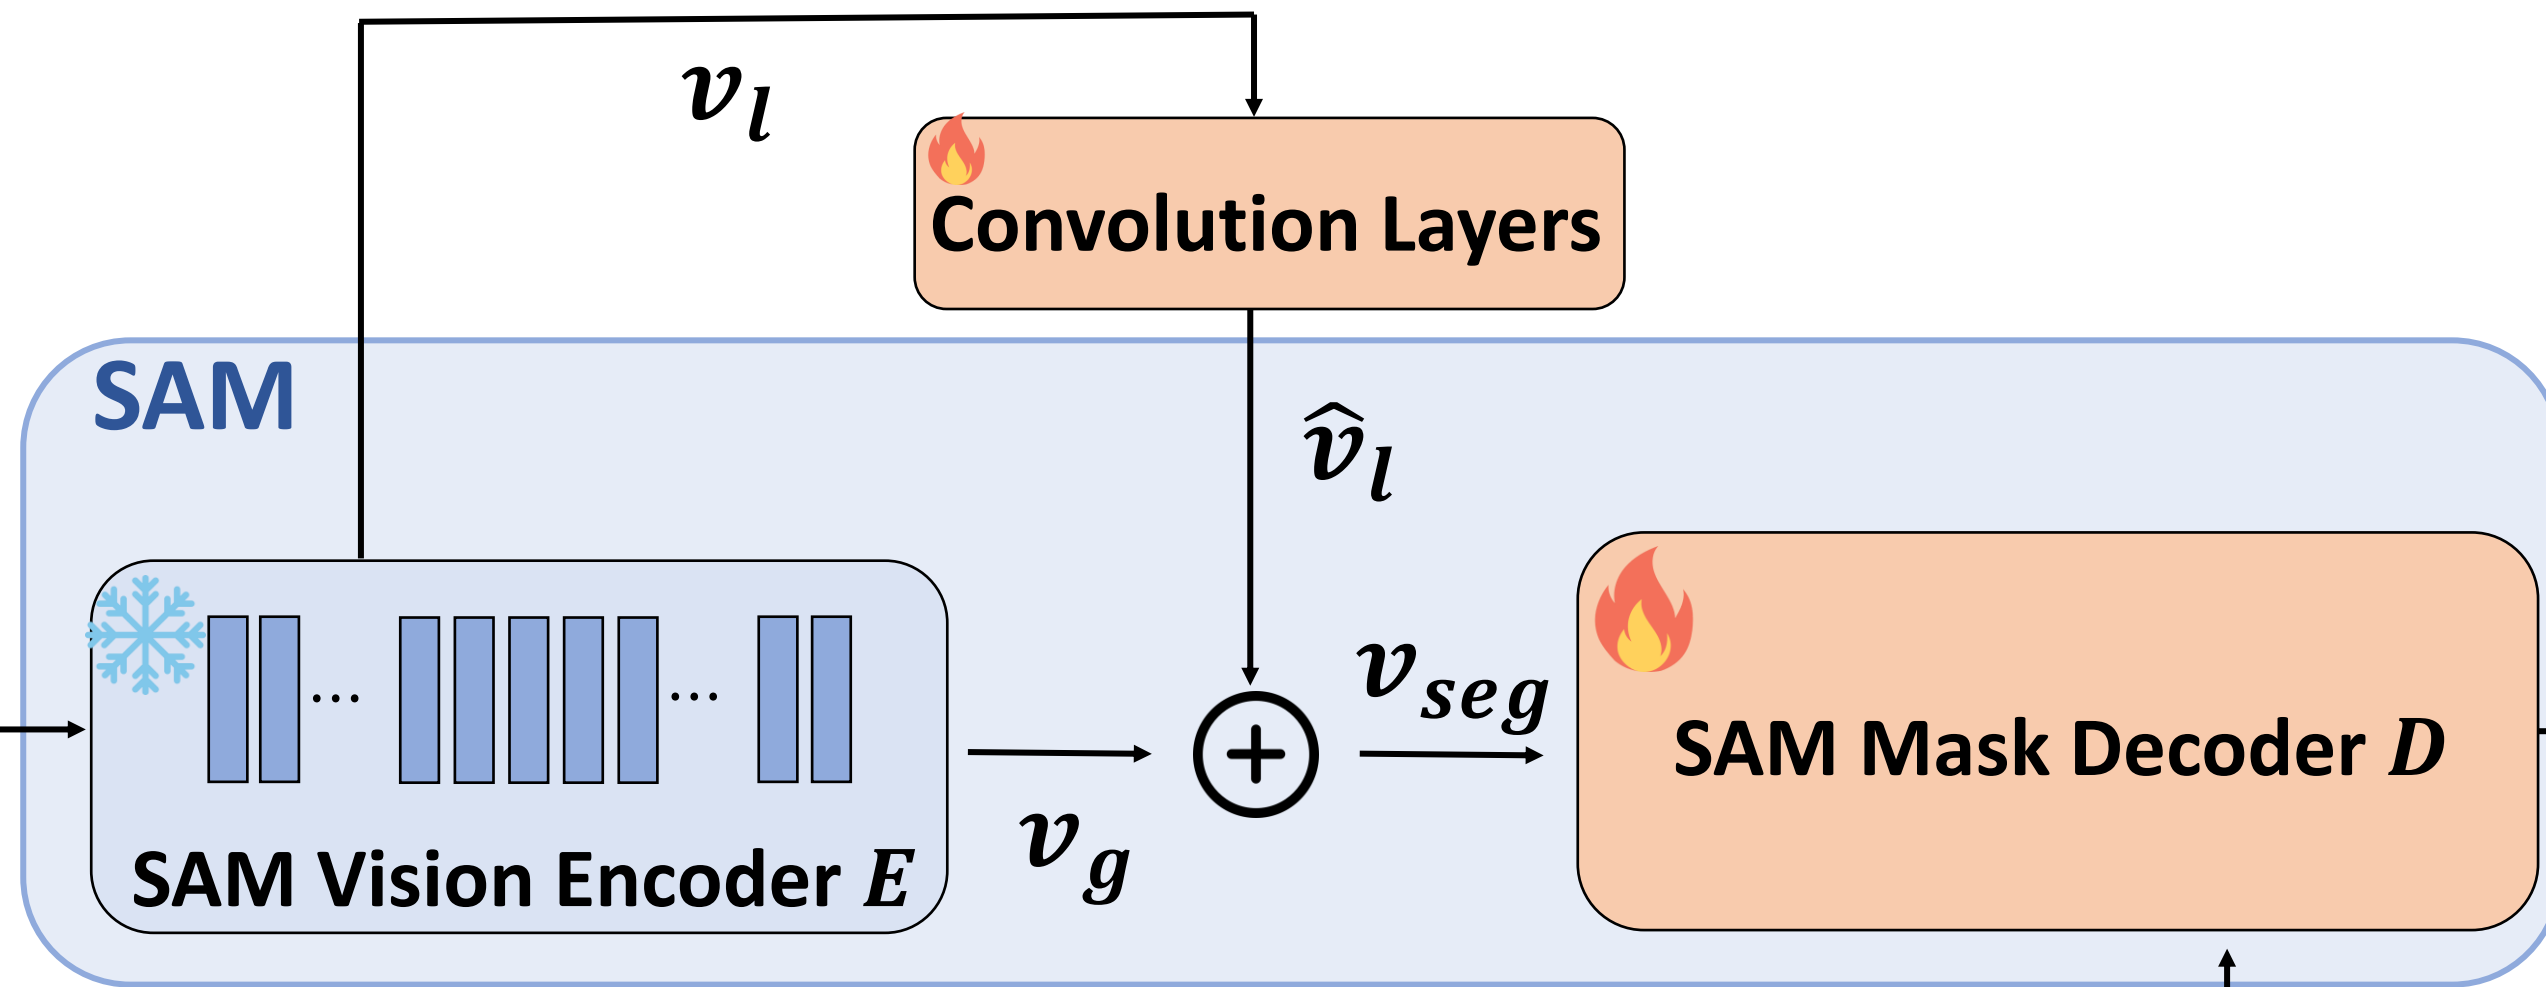 v_l
Convolution Layers
SAM
v̂_l
v_seg
SAM Mask Decoder D
... ...
v_g
SAM Vision Encoder E